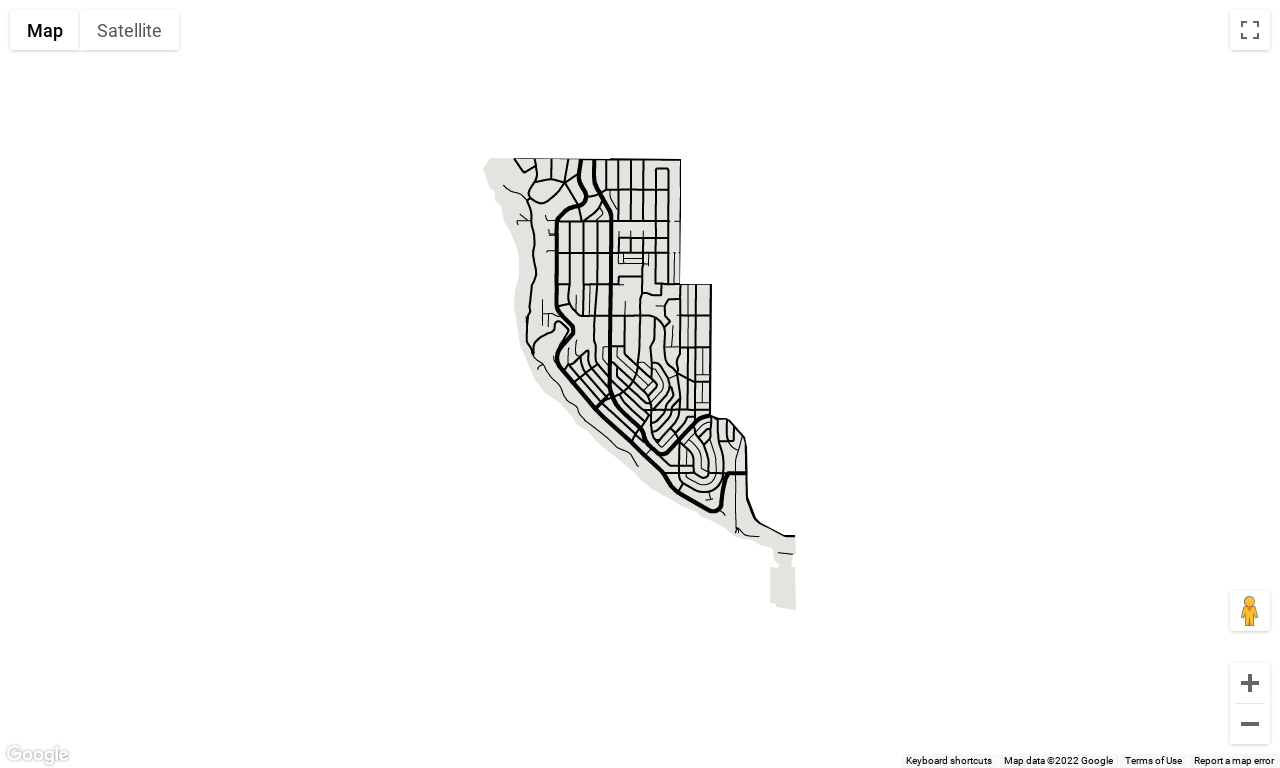 Map Satellite
Google
Keyboard shortcuts Map data ©2022 Google Terms of Use Report a map error